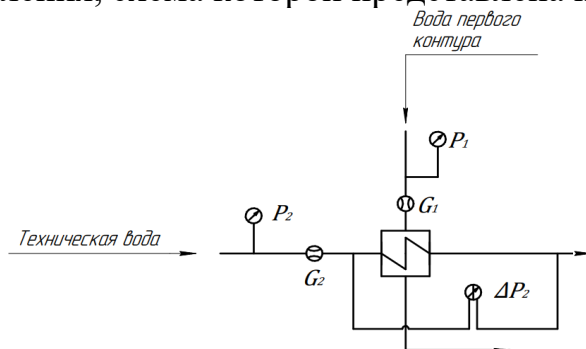 Вода первого
контура
P₁
G₁
P₂
Техническая вода
G₂
ΔP₂